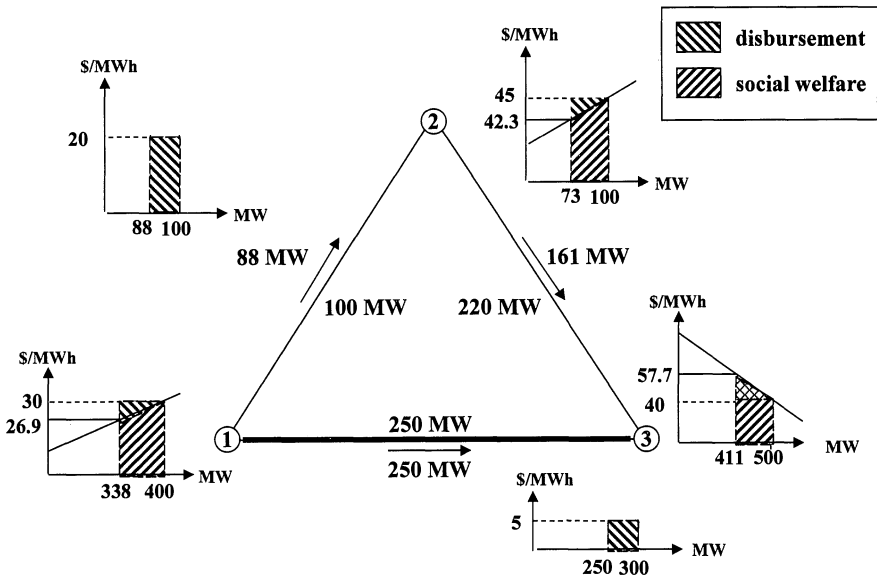 disbursement
social welfare
$/MWh
20
88 100
MW
$/MWh
45
42.3
73 100
MW
2
88 MW
161 MW
100 MW
220 MW
$/MWh
30
26.9
338 400
MW
1
250 MW
250 MW
3
$/MWh
57.7
40
411 500
MW
$/MWh
5
250 300
MW